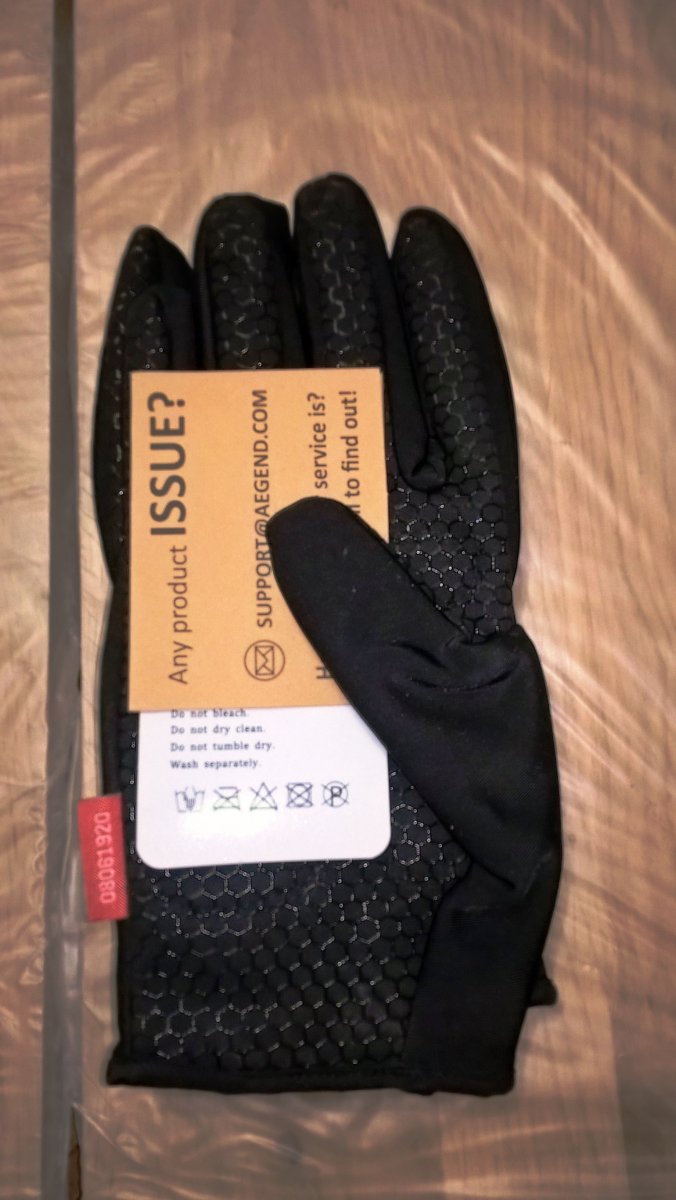 Any product ISSUE?
SUPPORT@AEGEND.COM
service is?
to find out!
Do not bleach.
Do not dry clean.
Do not tumble dry.
Wash separately.
P
08061920